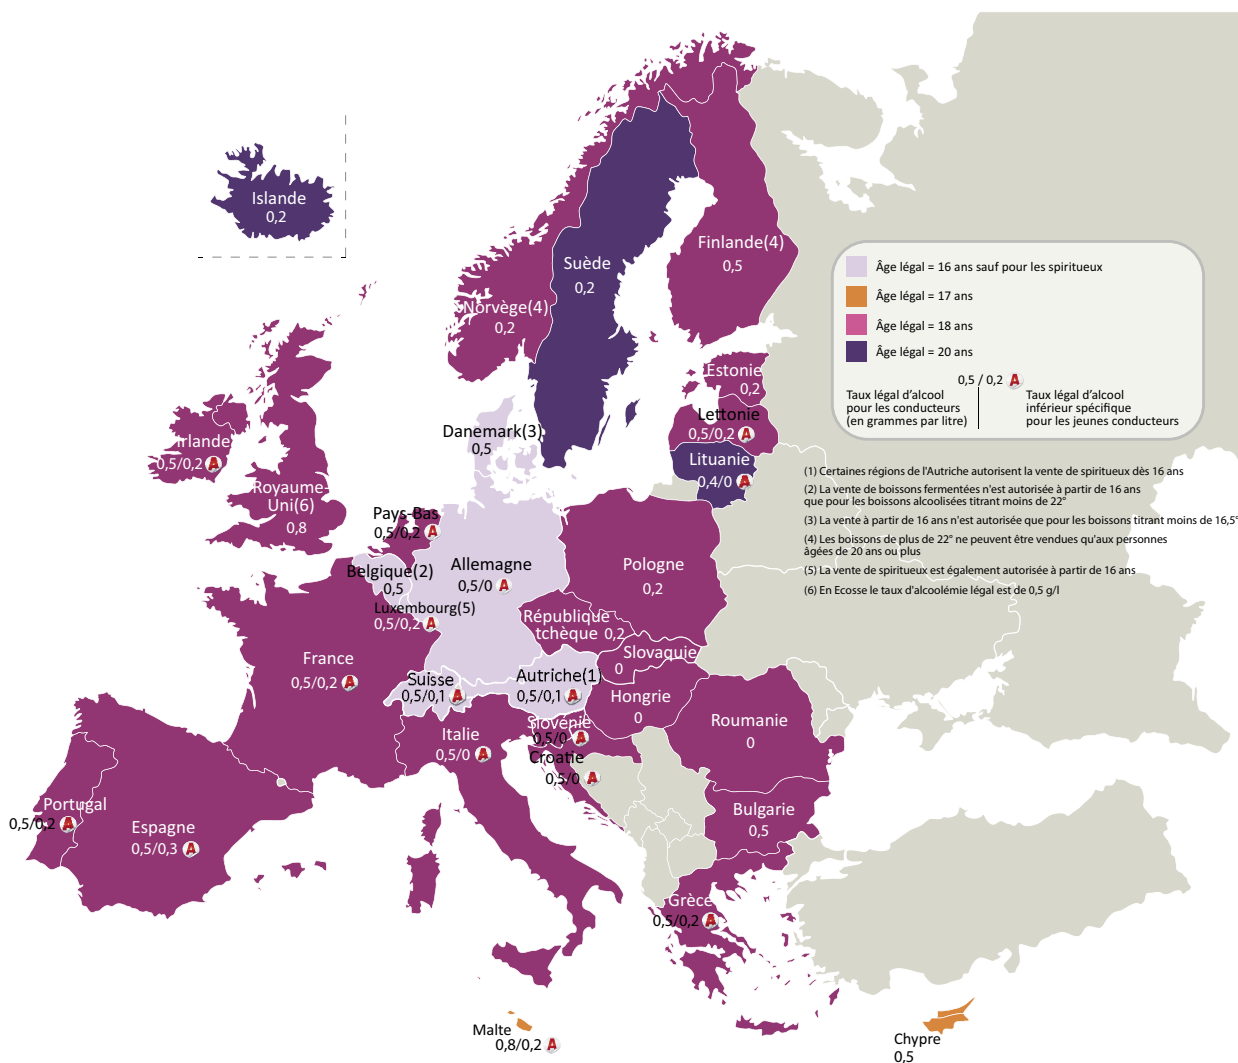 Islande
0,2
Suède
0,2
Finlande(4)
0,5
Norvège(4)
0,2
Estonie
0,2
Lettonie
0,5/0,2 A
Lituanie
0,4/0 A
Danemark(3)
0,5
Irlande
0,5/0,2 A
Royaume-
Uni(6)
0,8
Pays-Bas
0,5/0,2 A
Belgique(2)
0,5
Allemagne
0,5/0 A
Luxembourg(5)
0,5/0,2 A
Pologne
0,2
République
tchèque 0,2
Slovaquie
0
France
0,5/0,2 A
Suisse
0,5/0,1 A
Autriche(1)
0,5/0,1 A
Hongrie
0
Slovénie
0,5/0 A
Croatie
0,5/0 A
Italie
0,5/0 A
Roumanie
0
Bulgarie
0,5
Portugal
0,5/0,2 A
Espagne
0,5/0,3 A
Grèce
0,5/0,2 A
Malte
0,8/0,2 A
Chypre
0,5
Âge légal = 16 ans sauf pour les spiritueux
Âge légal = 17 ans
Âge légal = 18 ans
Âge légal = 20 ans
0,5 / 0,2 A
Taux légal d'alcool
pour les conducteurs
(en grammes par litre)
Taux légal d'alcool
inférieur spécifique
pour les jeunes conducteurs
(1) Certaines régions de l'Autriche autorisent la vente de spiritueux dès 16 ans
(2) La vente de boissons fermentées n'est autorisée à partir de 16 ans
que pour les boissons alcoolisées titrant moins de 22°
(3) La vente à partir de 16 ans n'est autorisée que pour les boissons titrant moins de 16,5°
(4) Les boissons de plus de 22° ne peuvent être vendues qu'aux personnes
âgées de 20 ans ou plus
(5) La vente de spiritueux est également autorisée à partir de 16 ans
(6) En Ecosse le taux d'alcoolémie légal est de 0,5 g/l